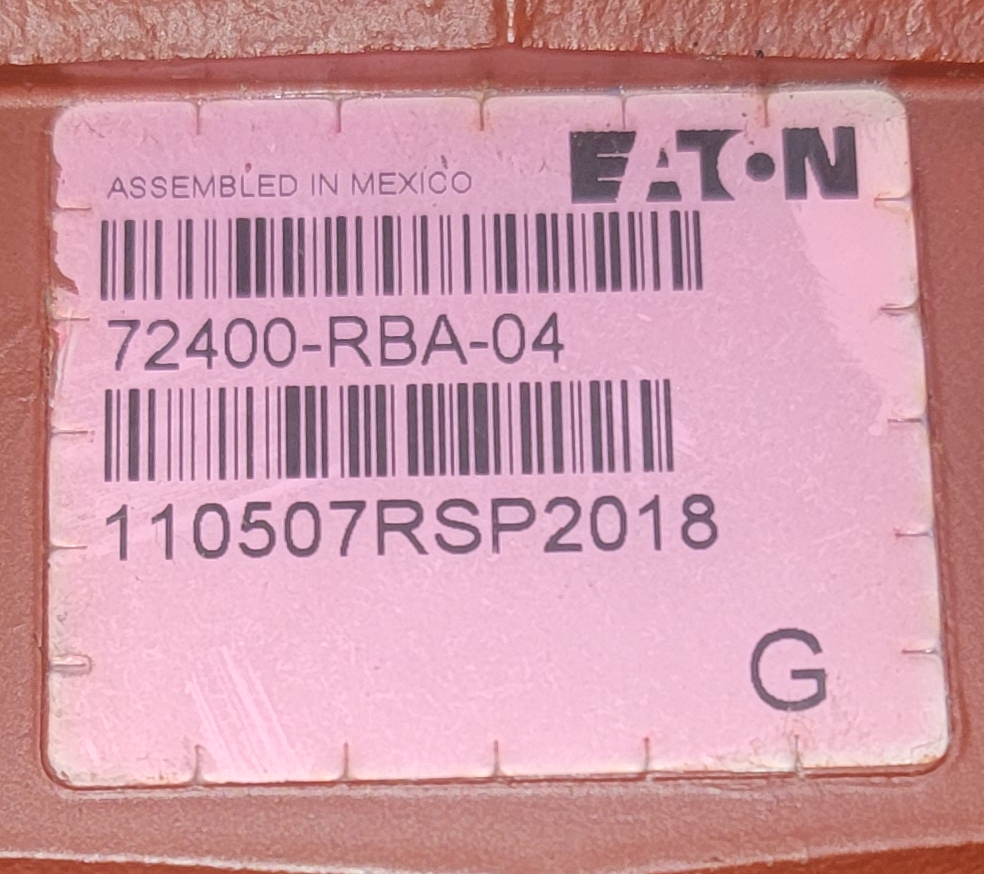 EATON
ASSEMBLED IN MEXICO
72400-RBA-04
110507RSP2018
G